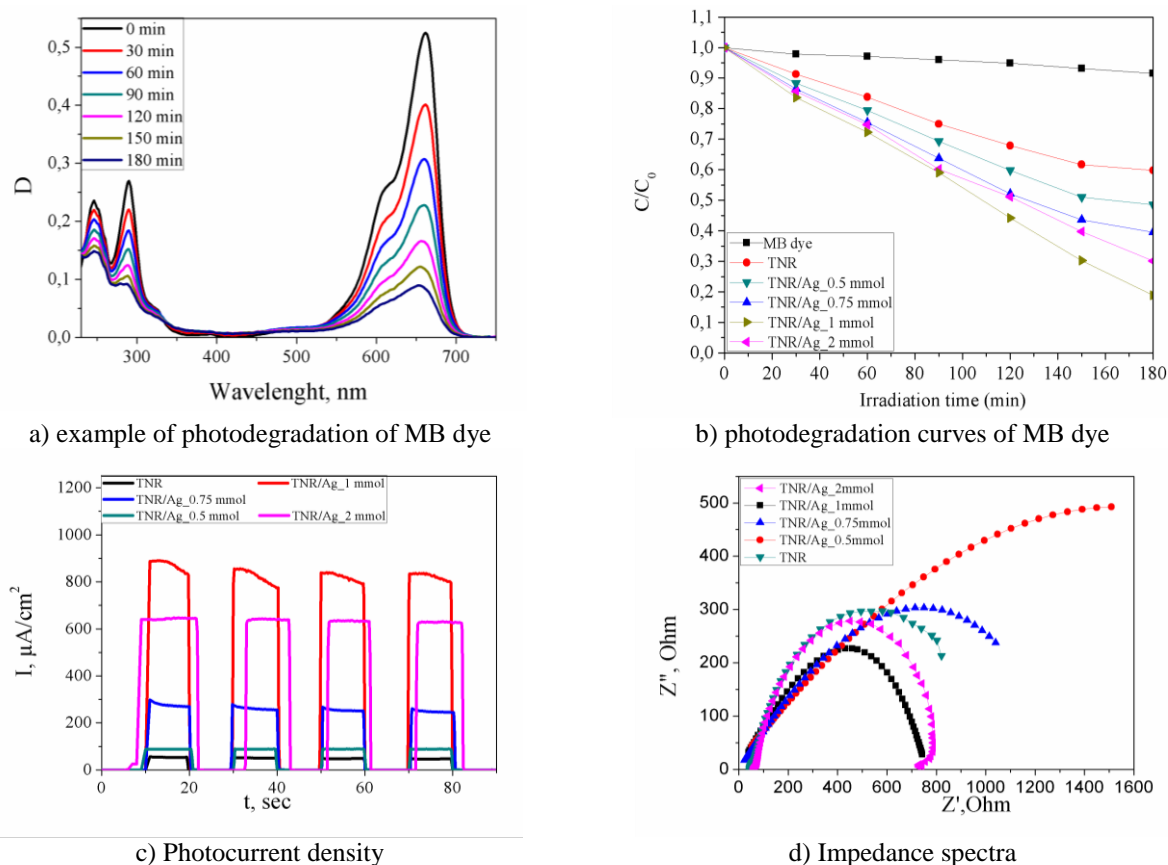 0 min
30 min
60 min
90 min
120 min
150 min
180 min
0,5
0,4
0,3
0,2
0,1
0,0
D
300
400
500
600
700
Wavelenght, nm
a) example of photodegradation of MB dye
1,1
1,0
0,9
0,8
0,7
0,6
0,5
0,4
0,3
0,2
0,1
0,0
C/C0
MB dye
TNR
TNR/Ag_0.5 mmol
TNR/Ag_0.75 mmol
TNR/Ag_1 mmol
TNR/Ag_2 mmol
0 20 40 60 80 100 120 140 160 180
Irradiation time (min)
b) photodegradation curves of MB dye
TNR
TNR/Ag_1 mmol
TNR/Ag_0.75 mmol
TNR/Ag_0.5 mmol
TNR/Ag_2 mmol
1200
1000
800
600
400
200
0
I, µA/cm2
0 20 40 60 80
t, sec
c) Photocurrent density
TNR/Ag_2mmol
TNR/Ag_1mmol
TNR/Ag_0.75mmol
TNR/Ag_0.5mmol
TNR
500
400
300
200
100
0
Z", Ohm
0 200 400 600 800 1000 1200 1400 1600
Z',Ohm
d) Impedance spectra